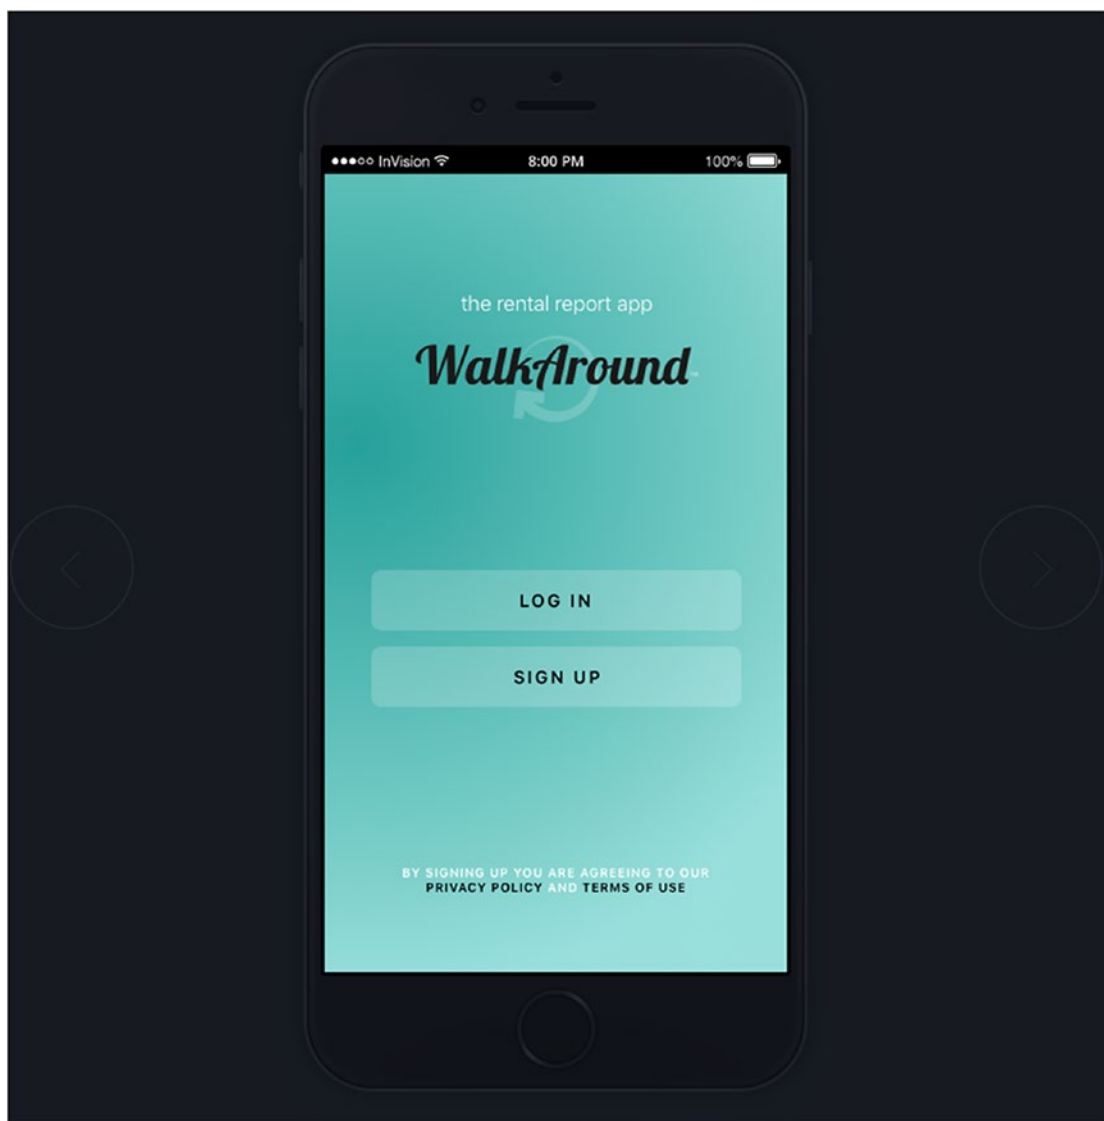 InVision 8:00 PM 100%
the rental report app
WalkAround™
LOG IN
SIGN UP
BY SIGNING UP YOU ARE AGREEING TO OUR
PRIVACY POLICY AND TERMS OF USE